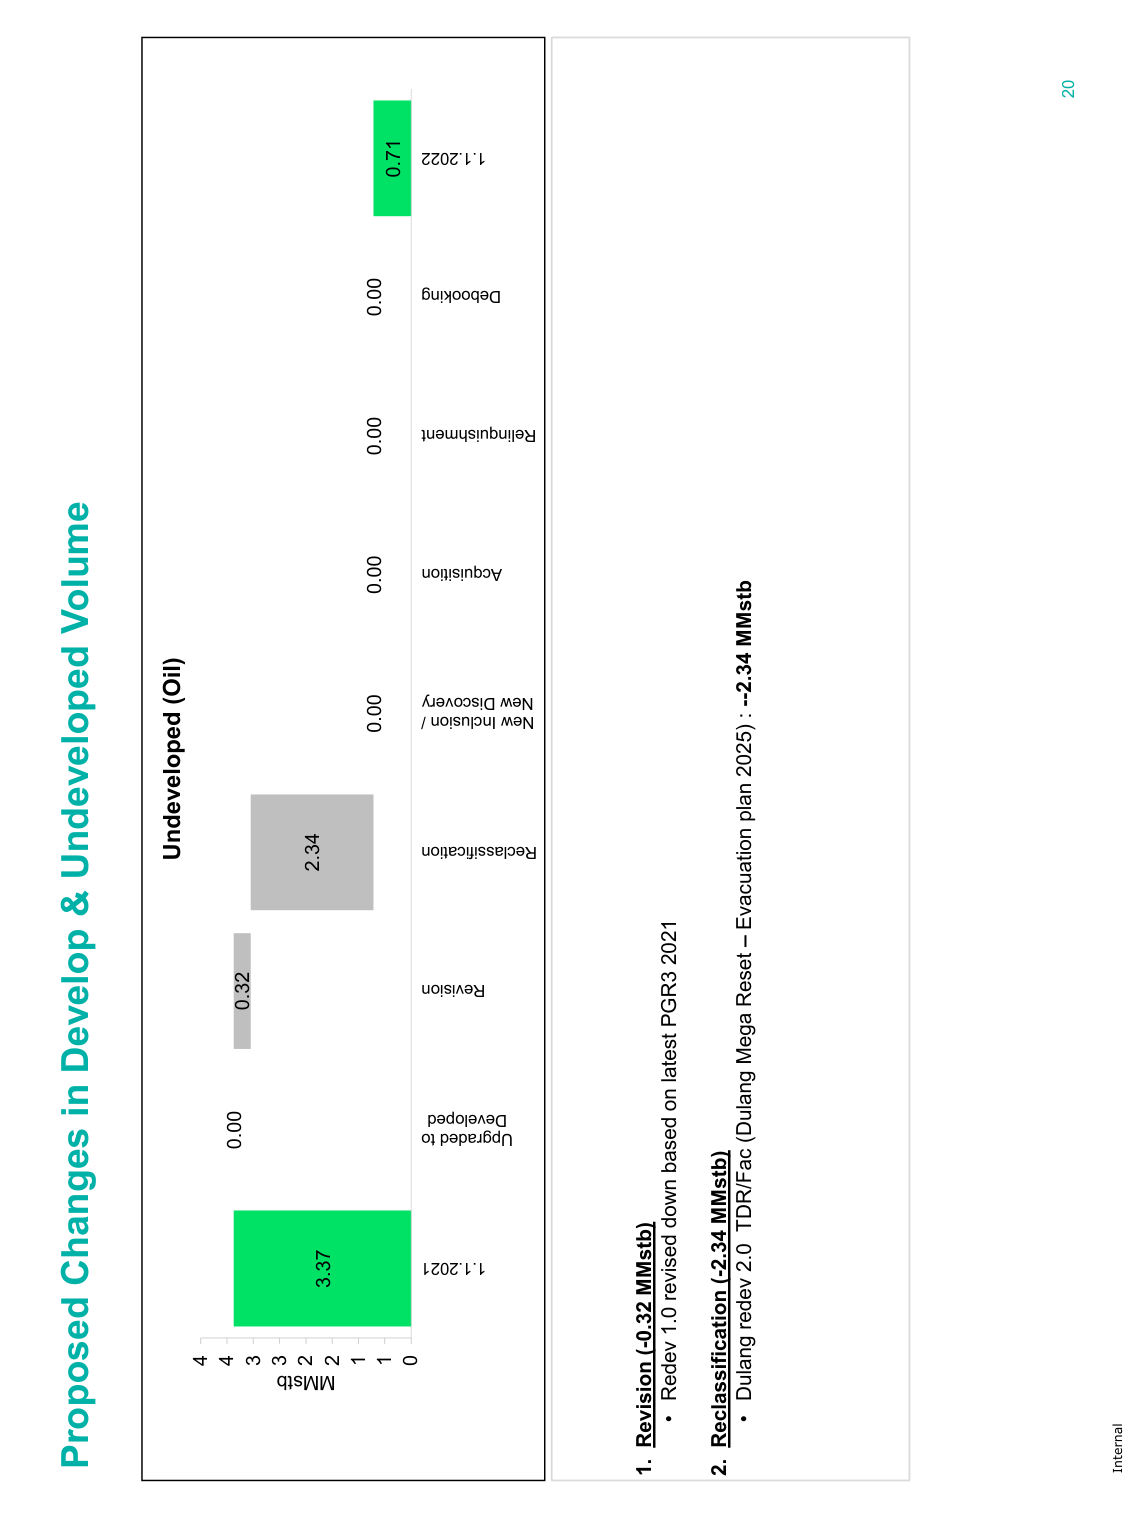 Proposed Changes in Develop & Undeveloped Volume
Undeveloped (Oil)
MMstb
4
4
3
3
2
2
1
1
0
3.37
0.00
0.32
2.34
0.00
0.00
0.00
0.00
0.71
1.1.2021
Upgraded to
Developed
Revision
Reclassification
New Inclusion /
New Discovery
Acquisition
Relinquishment
Debooking
1.1.2022
1. Revision (-0.32 MMstb)
• Redev 1.0 revised down based on latest PGR3 2021
2. Reclassification (-2.34 MMstb)
• Dulang redev 2.0 TDR/Fac (Dulang Mega Reset – Evacuation plan 2025) : --2.34 MMstb
20
Internal